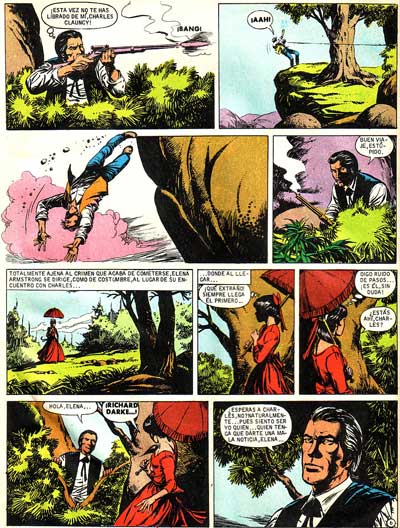 ¡ESTA VEZ NO TE HAS
LIBRADO DE MÍ, CHARLES
CLAUNCY!
¡BANG!
¡AAH!
BUEN VIA-
JE, ESTÚ-
PIDO.
TOTALMENTE AJENA AL CRIMEN QUE ACABA DE COMETERSE, ELENA
ARMSTRONG SE DIRIGE, COMO DE COSTUMBRE, AL LUGAR DE SU EN-
CUENTRO CON CHARLES...
...DONDE AL LLE-
GAR...
¡QUÉ EXTRAÑO!
SIEMPRE LLEGA
EL PRIMERO...
OIGO RUIDO
DE PASOS...
ES ÉL, SIN
DUDA!
¿ESTÁS
AHÍ, CHAR-
LES?
HOLA, ELENA...
¡RICHARD
DARKE...!
ESPERAS A CHAR-
LES, ¿NO? NATURALMEN-
TE... PUES SIENTO SER
YO QUIEN... QUIEN TEN-
GA QUE DARTE UNA MA-
LA NOTICIA, ELENA...